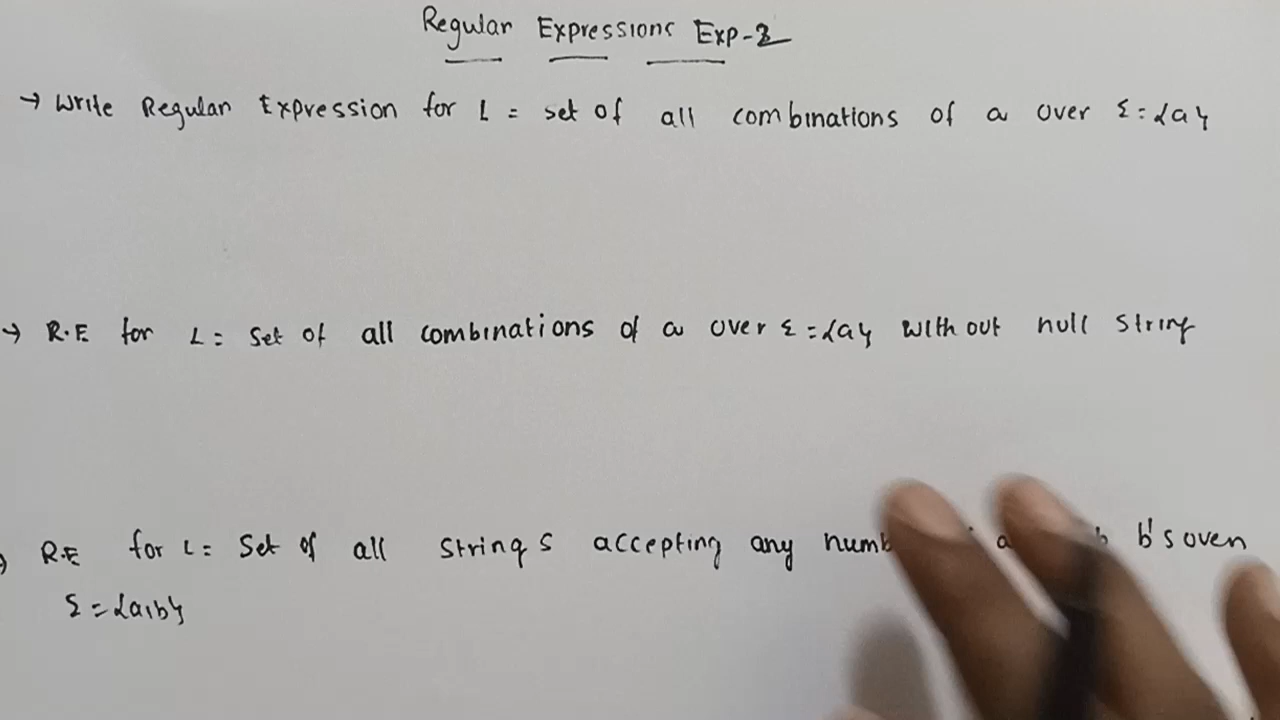 Regular Expressions Exp-2
→ Write Regular Expression for L = set of all combinations of a over Σ={a}
→ R.E for L = Set of all combinations of a over Σ={a} without null string
R.E for L = Set of all strings accepting any b's over
Σ={a,b}